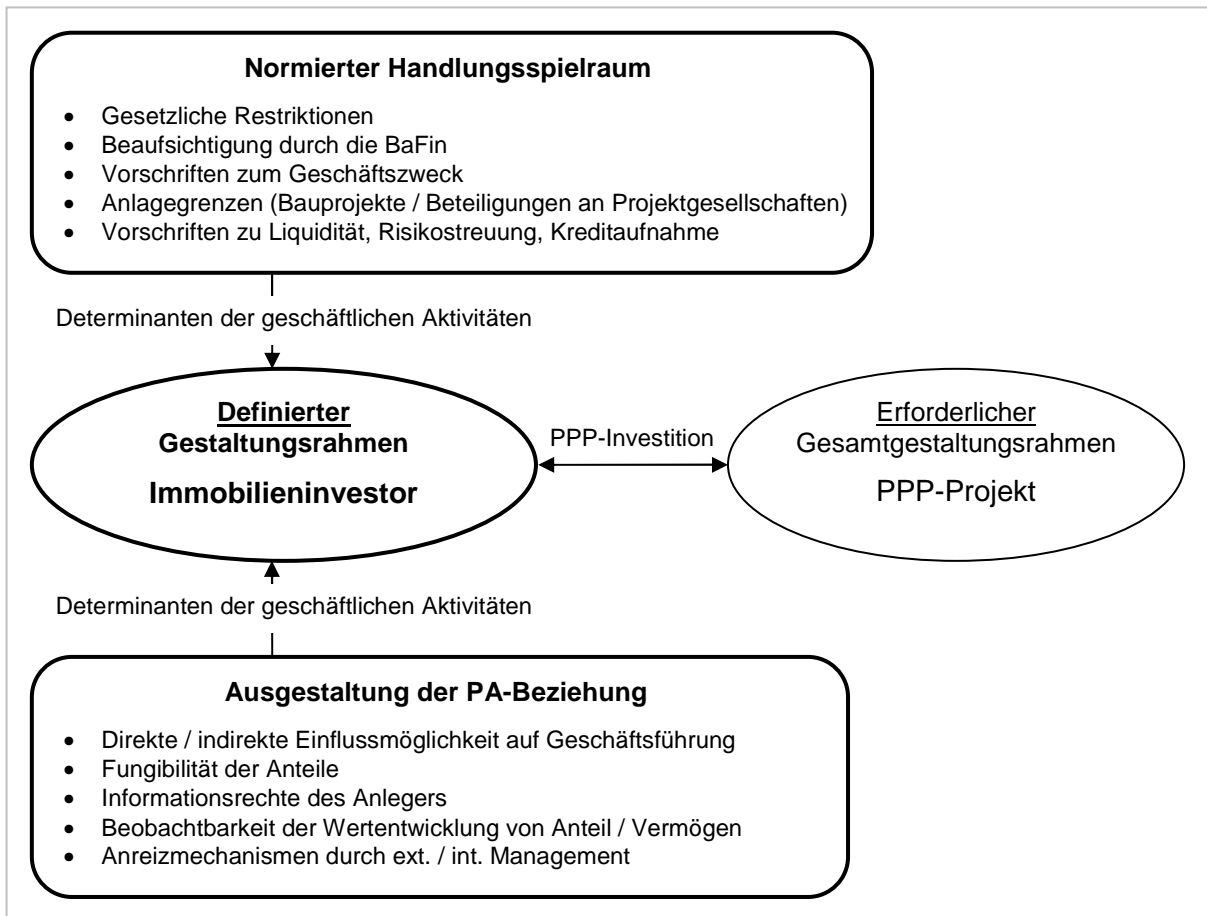 Normierter Handlungsspielraum
• Gesetzliche Restriktionen
• Beaufsichtigung durch die BaFin
• Vorschriften zum Geschäftszweck
• Anlagegrenzen (Bauprojekte / Beteiligungen an Projektgesellschaften)
• Vorschriften zu Liquidität, Risikostreuung, Kreditaufnahme
Determinanten der geschäftlichen Aktivitäten
Definierter
Gestaltungsrahmen
Immobilieninvestor
PPP-Investition
Erforderlicher
Gesamtgestaltungsrahmen
PPP-Projekt
Determinanten der geschäftlichen Aktivitäten
Ausgestaltung der PA-Beziehung
• Direkte / indirekte Einflussmöglichkeit auf Geschäftsführung
• Fungibilität der Anteile
• Informationsrechte des Anlegers
• Beobachtbarkeit der Wertentwicklung von Anteil / Vermögen
• Anreizmechanismen durch ext. / int. Management